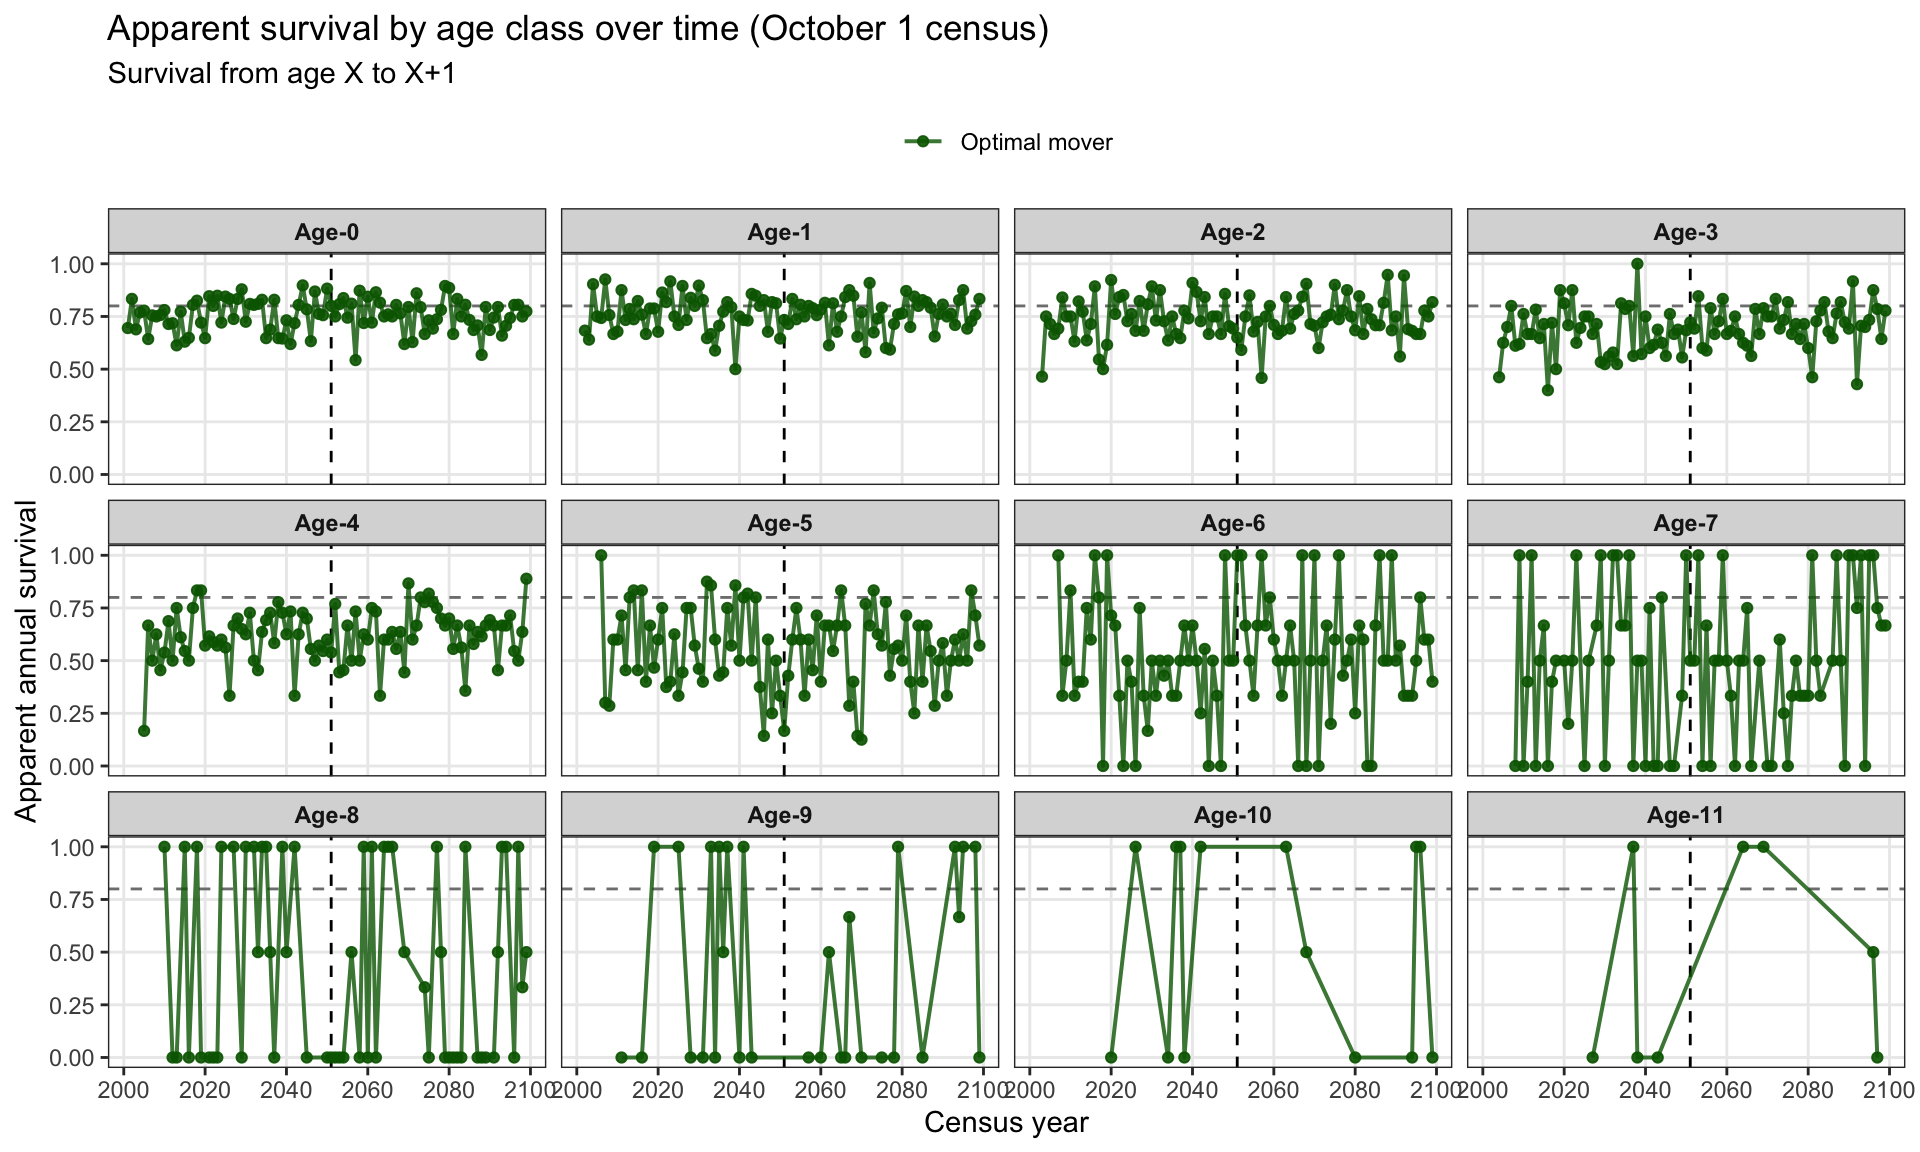 Apparent survival by age class over time (October 1 census)
Survival from age X to X+1
Optimal mover
Age-0 Age-1 Age-2 Age-3
1.00
0.75
0.50
0.25
0.00
Age-4 Age-5 Age-6 Age-7
1.00
0.75
0.50
0.25
0.00
Age-8 Age-9 Age-10 Age-11
1.00
0.75
0.50
0.25
0.00
2000 2020 2040 2060 2080 2100 2000 2020 2040 2060 2080 2100 2000 2020 2040 2060 2080 2100 2000 2020 2040 2060 2080 2100
Census year
Apparent annual survival